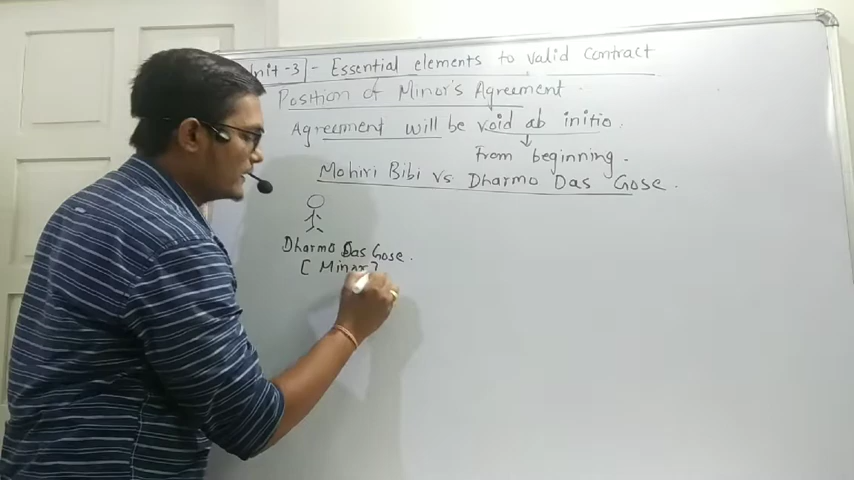 Unit-3] - Essential elements to valid Contract
Position of Minor's Agreement
Agreement will be void ab initio.
From beginning.
Mohiri Bibi vs Dharmo Das Gose.
Dharmo Das Gose.
[Minor]